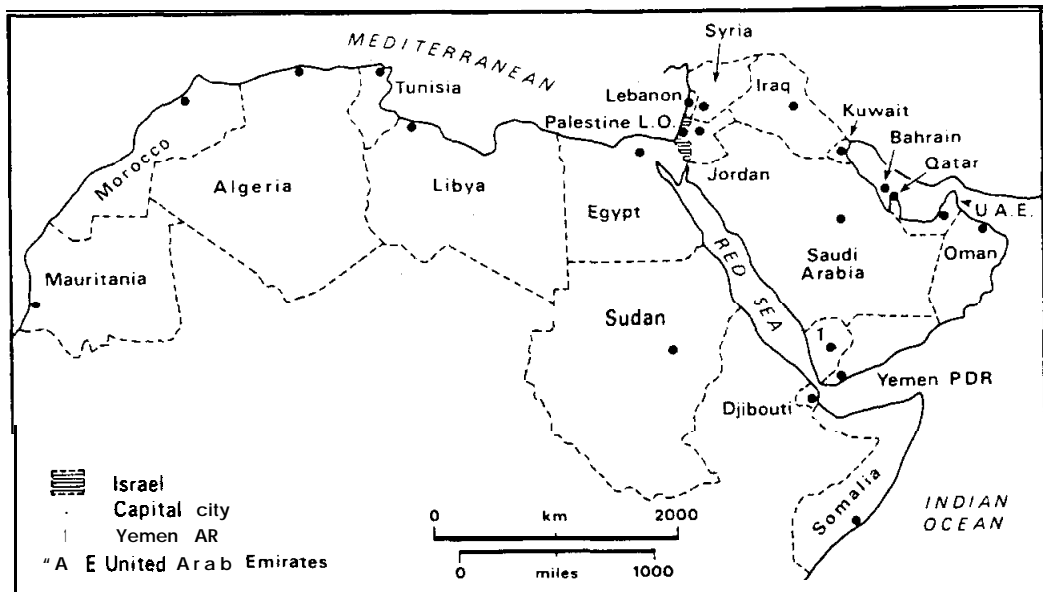 MEDITERRANEAN
Syria
Tunisia
Lebanon
Iraq
Palestine L.O.
Kuwait
Bahrain
Qatar
Morocco
Algeria
Libya
Egypt
Jordan
U A.E.
Mauritania
RED SEA
Saudi
Arabia
Oman
Sudan
1
Yemen PDR
Djibouti
Somalia
INDIAN
OCEAN
Israel
Capital city
Yemen AR
"A E United Arab Emirates
0 km 2000
0 miles 1000